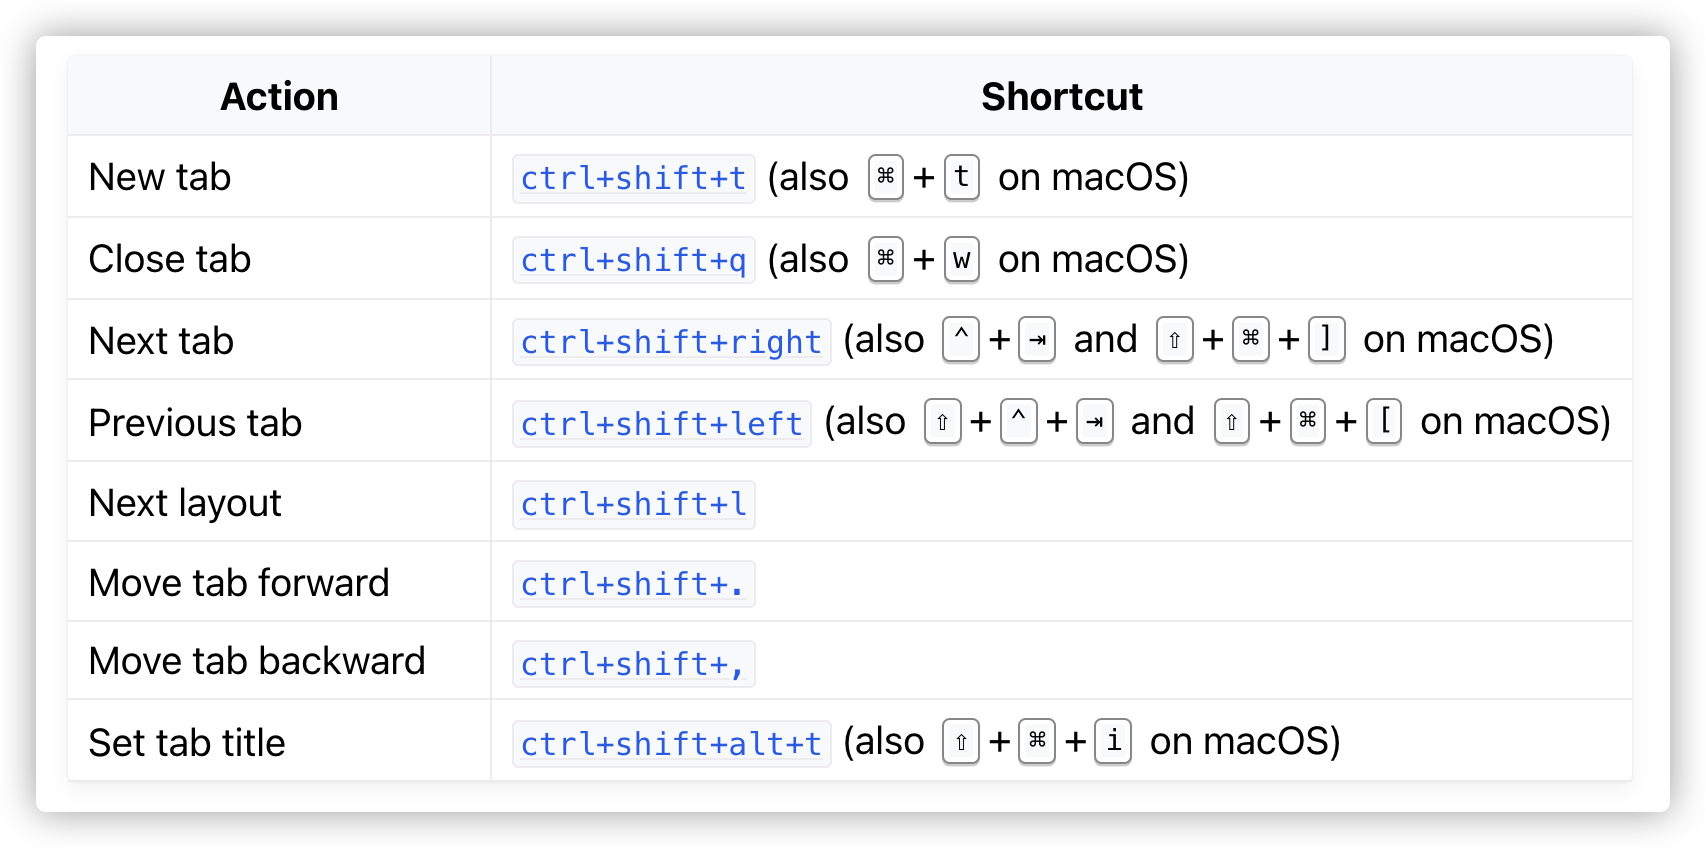 Action Shortcut
New tab ctrl+shift+t (also ⌘ + t on macOS)
Close tab ctrl+shift+q (also ⌘ + w on macOS)
Next tab ctrl+shift+right (also ⌃ + ⇥ and ⇧ + ⌘ + ] on macOS)
Previous tab ctrl+shift+left (also ⇧ + ⌃ + ⇥ and ⇧ + ⌘ + [ on macOS)
Next layout ctrl+shift+l
Move tab forward ctrl+shift+.
Move tab backward ctrl+shift+,
Set tab title ctrl+shift+alt+t (also ⇧ + ⌘ + i on macOS)